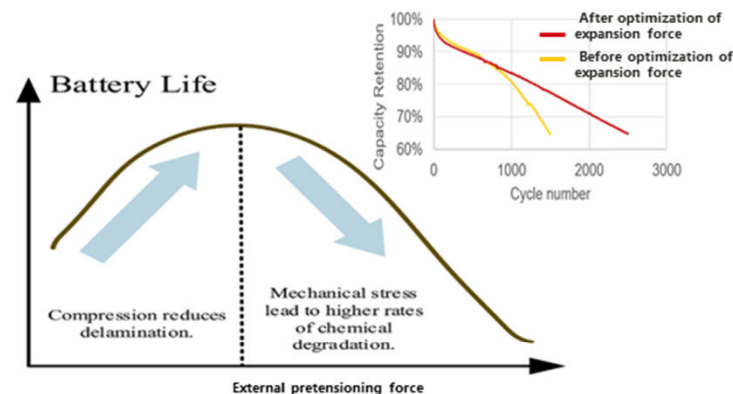 Battery Life
Compression reduces
delamination.
Mechanical stress
lead to higher rates
of chemical
degradation.
External pretensioning force
Capacity Retention
100%
90%
80%
70%
60%
0
1000
2000
3000
Cycle number
After optimization of
expansion force
Before optimization of
expansion force